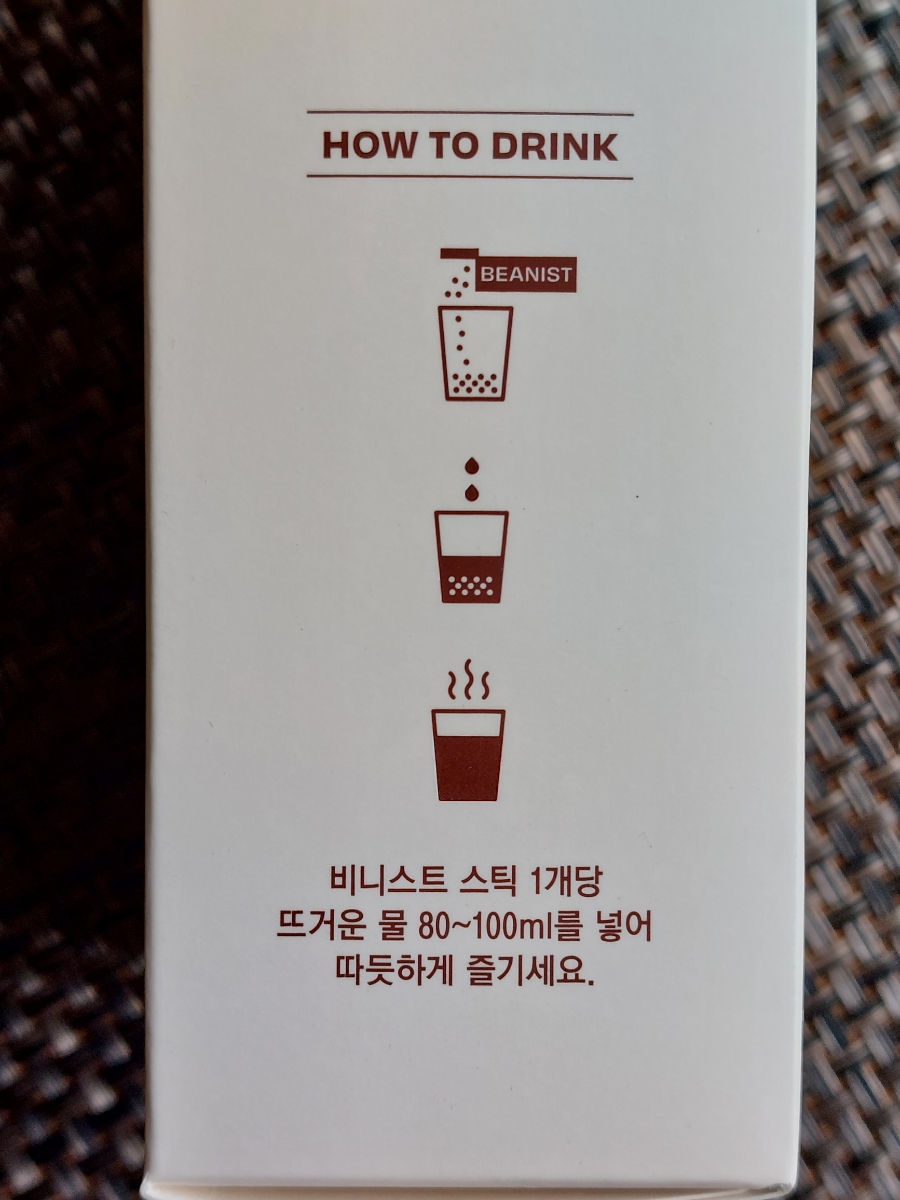 HOW TO DRINK
BEANIST
비니스트 스틱 1개당
뜨거운 물 80~100ml를 넣어
따듯하게 즐기세요.